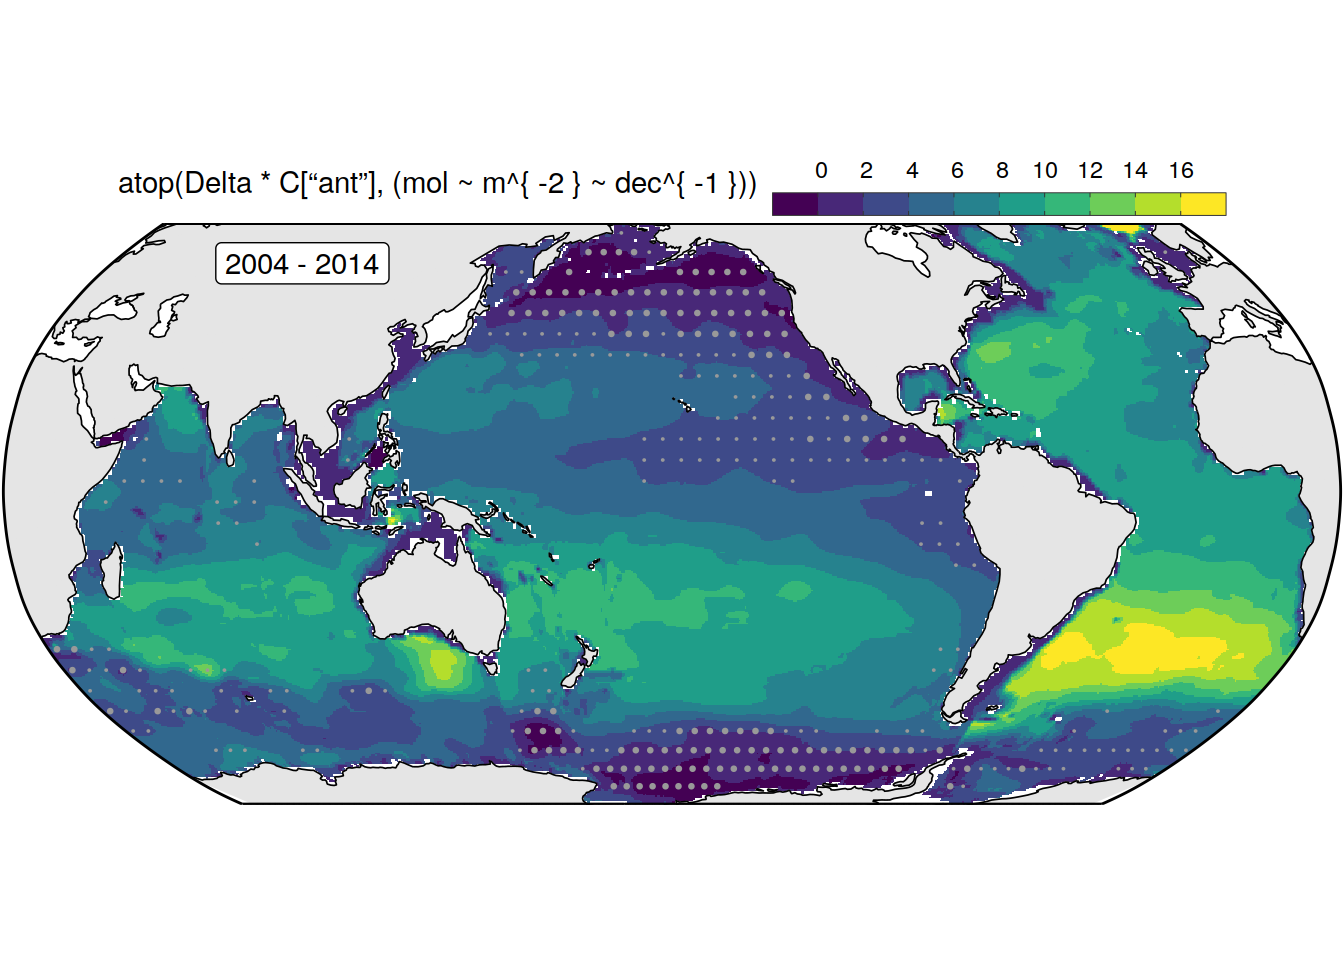 atop(Delta * C[“ant”], (mol ~ m^{ -2 } ~ dec^{ -1 }))
0 2 4 6 8 10 12 14 16
2004 - 2014